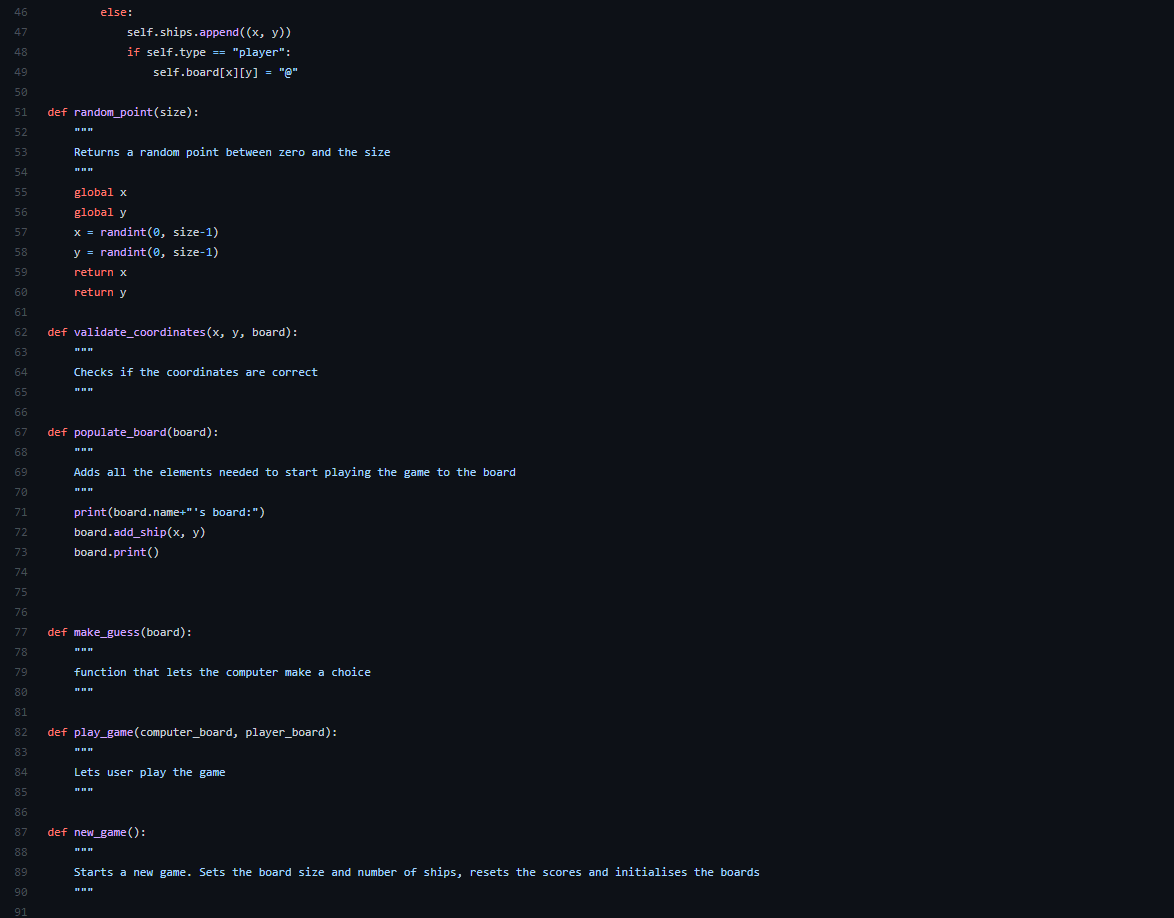 46         else:
47             self.ships.append((x, y))
48             if self.type == "player":
49                 self.board[x][y] = "@"
50
51 def random_point(size):
52     """
53     Returns a random point between zero and the size
54     """
55     global x
56     global y
57     x = randint(0, size-1)
58     y = randint(0, size-1)
59     return x
60     return y
61
62 def validate_coordinates(x, y, board):
63     """
64     Checks if the coordinates are correct
65     """
66
67 def populate_board(board):
68     """
69     Adds all the elements needed to start playing the game to the board
70     """
71     print(board.name+"'s board:")
72     board.add_ship(x, y)
73     board.print()
74
75
76
77 def make_guess(board):
78     """
79     function that lets the computer make a choice
80     """
81
82 def play_game(computer_board, player_board):
83     """
84     Lets user play the game
85     """
86
87 def new_game():
88     """
89     Starts a new game. Sets the board size and number of ships, resets the scores and initialises the boards
90     """
91